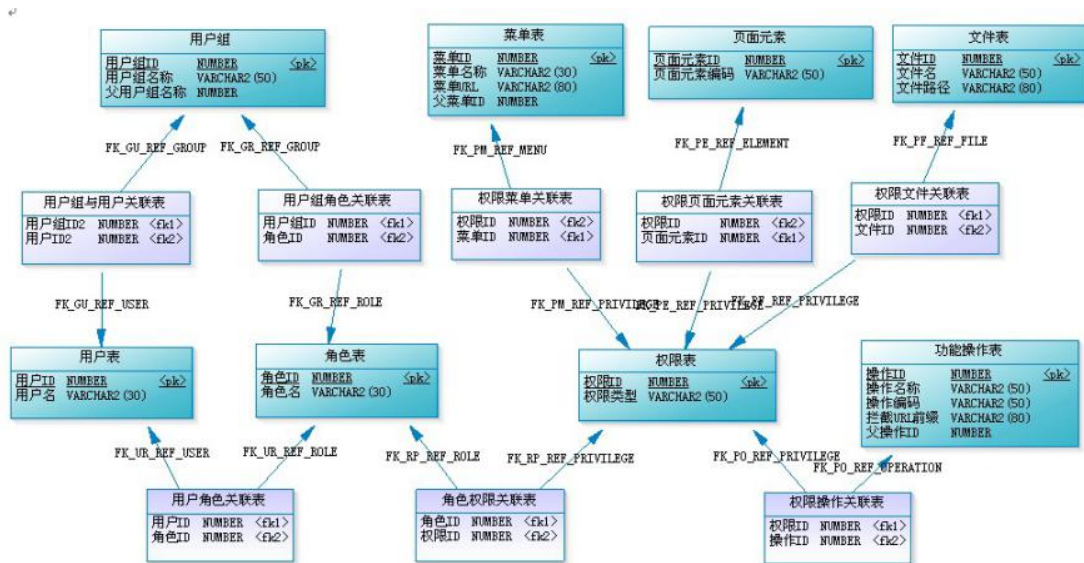 用户组
用户组ID NUMBER <pk>
用户组名称 VARCHAR2(50)
父用户组名称 NUMBER
菜单表
菜单ID NUMBER <pk>
菜单名称 VARCHAR2(30)
菜单URL VARCHAR2(80)
父菜单ID NUMBER
页面元素
页面元素ID NUMBER <pk>
页面元素编码 VARCHAR2(50)
文件表
文件ID NUMBER <pk>
文件名 VARCHAR2(50)
文件路径 VARCHAR2(80)
FK_GU_REF_GROUP
FK_GR_REF_GROUP
FK_PM_REF_MENU
FK_PE_REF_ELEMENT
FK_PF_REF_FILE
用户组与用户关联表
用户组ID2 NUMBER <fk1>
用户ID2 NUMBER <fk2>
用户组角色关联表
用户组ID NUMBER <fk1>
角色ID NUMBER <fk2>
权限菜单关联表
权限ID NUMBER <fk2>
菜单ID NUMBER <fk1>
权限页面元素关联表
权限ID NUMBER <fk2>
页面元素ID NUMBER <fk1>
权限文件关联表
权限ID NUMBER <fk1>
文件ID NUMBER <fk2>
FK_GU_REF_USER
FK_GR_REF_ROLE
FK_PM_REF_PRIVILEGE
FK_PE_REF_PRIVILEGE
FK_PF_REF_PRIVILEGE
用户表
用户ID NUMBER <pk>
用户名 VARCHAR2(30)
角色表
角色ID NUMBER <pk>
角色名 VARCHAR2(30)
权限表
权限ID NUMBER <pk>
权限类型 VARCHAR2(50)
功能操作表
操作ID NUMBER <pk>
操作名称 VARCHAR2(50)
操作编码 VARCHAR2(50)
拦截URL前缀 VARCHAR2(80)
父操作ID NUMBER
FK_UR_REF_USER
FK_UR_REF_ROLE
FK_RP_REF_ROLE
FK_RP_REF_PRIVILEGE
FK_PO_REF_PRIVILEGE
FK_PO_REF_OPERATION
用户角色关联表
用户ID NUMBER <fk1>
角色ID NUMBER <fk2>
角色权限关联表
角色ID NUMBER <fk1>
权限ID NUMBER <fk2>
权限操作关联表
权限ID NUMBER <fk1>
操作ID NUMBER <fk2>